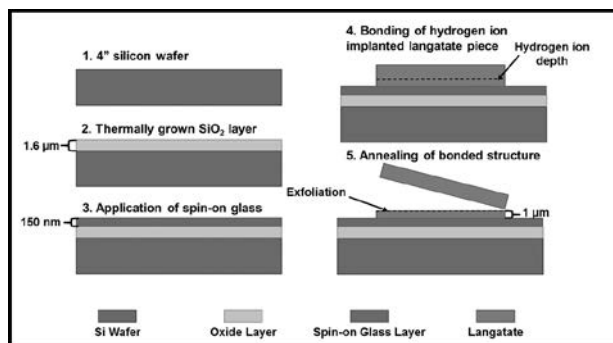 1. 4" silicon wafer
2. Thermally grown SiO₂ layer
1.6 µm
3. Application of spin-on glass
150 nm
4. Bonding of hydrogen ion
implanted langatate piece
Hydrogen ion
depth
5. Annealing of bonded structure
Exfoliation
1 µm
Si Wafer
Oxide Layer
Spin-on Glass Layer
Langatate